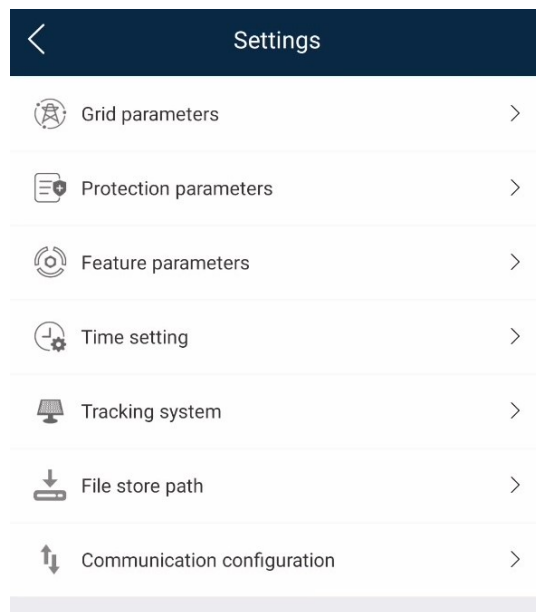 Settings
Grid parameters
Protection parameters
Feature parameters
Time setting
Tracking system
File store path
Communication configuration